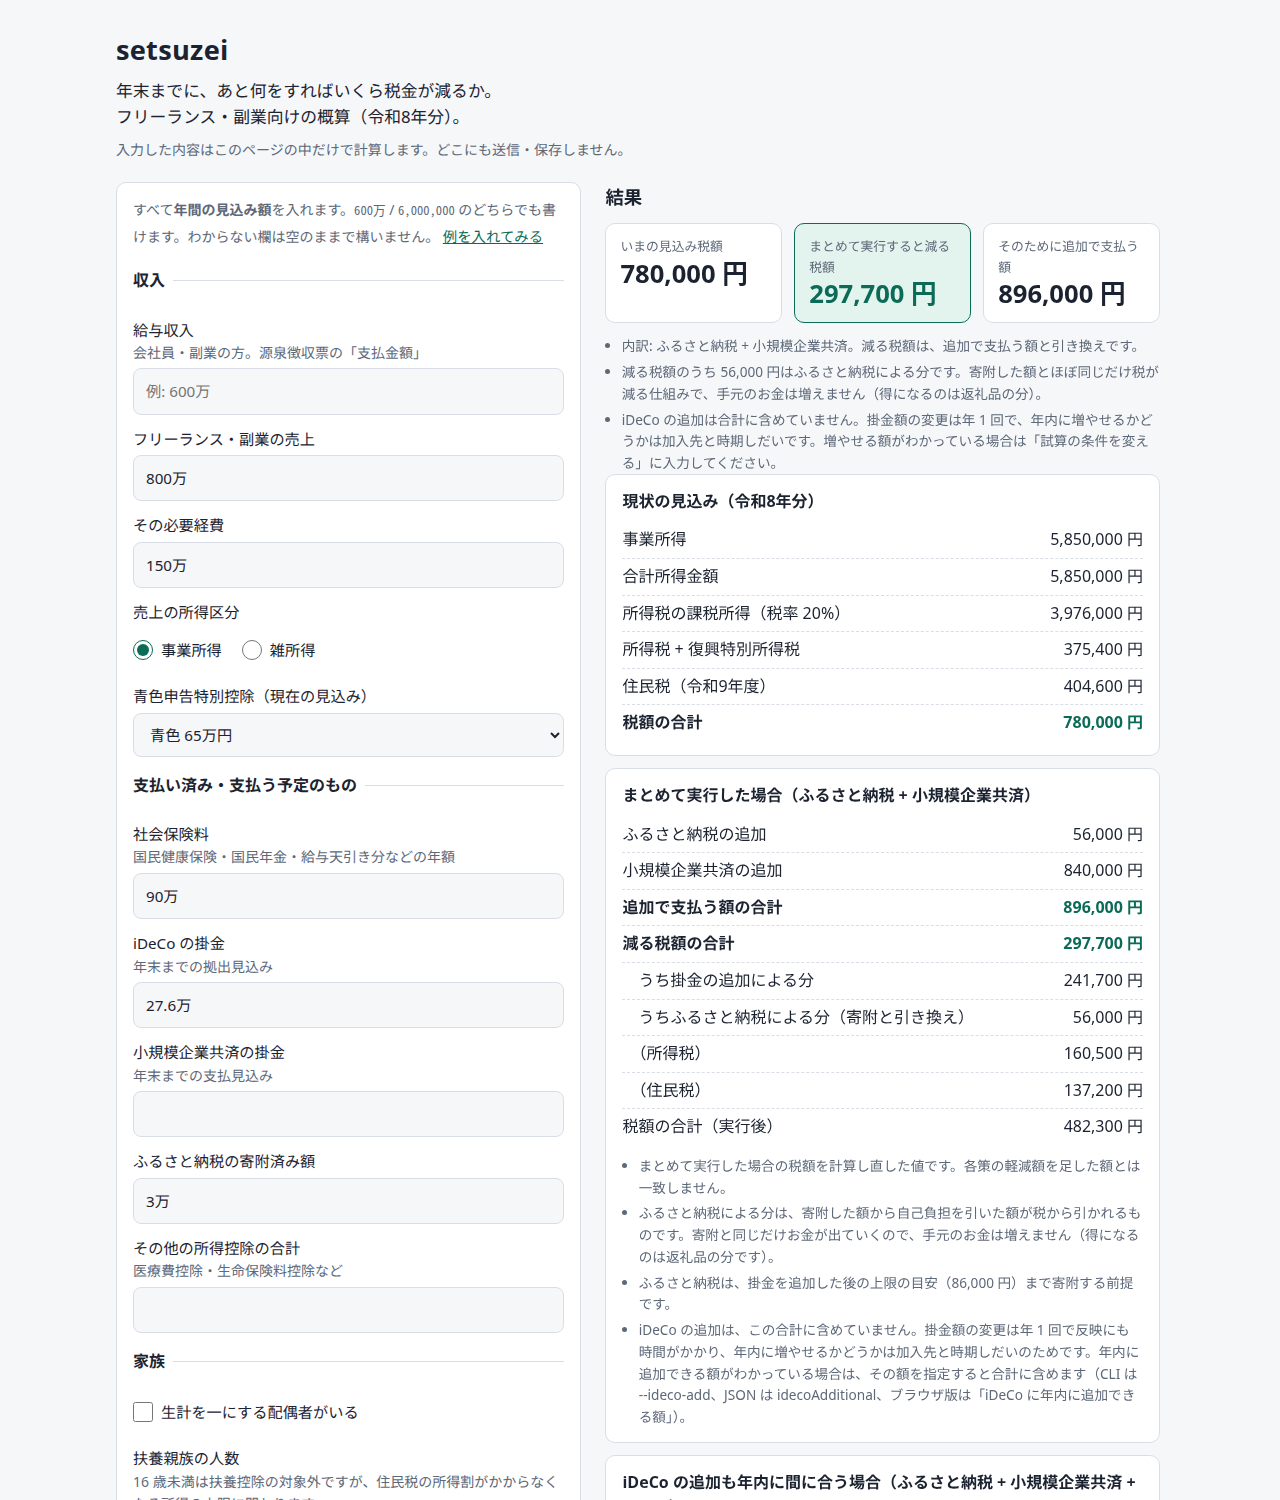 setsuzei
年末までに、あと何をすればいくら税金が減るか。
フリーランス・副業向けの概算（令和8年分）。
入力した内容はこのページの中だけで計算します。どこにも送信・保存しません。
すべて年間の見込み額を入れます。600万 / 6,000,000 のどちらでも書
けます。わからない欄は空のままで構いません。 例を入れてみる
収入
給与収入
会社員・副業の方。源泉徴収票の「支払金額」
例: 600万
フリーランス・副業の売上
800万
その必要経費
150万
売上の所得区分
事業所得 雑所得
青色申告特別控除（現在の見込み）
青色 65万円
支払い済み・支払う予定のもの
社会保険料
国民健康保険・国民年金・給与天引き分などの年額
90万
iDeCo の掛金
年末までの拠出見込み
27.6万
小規模企業共済の掛金
年末までの支払見込み
ふるさと納税の寄附済み額
3万
その他の所得控除の合計
医療費控除・生命保険料控除など
家族
生計を一にする配偶者がいる
扶養親族の人数
16 歳未満は扶養控除の対象外ですが、住民税の所得割がかからなく
結果
いまの見込み税額
780,000 円
まとめて実行すると減る
税額
297,700 円
そのために追加で支払う
額
896,000 円
内訳: ふるさと納税 + 小規模企業共済。減る税額は、追加で支払う額と引き換えです。
減る税額のうち 56,000 円はふるさと納税による分です。寄附した額とほぼ同じだけ税が
減る仕組みで、手元のお金は増えません（得になるのは返礼品の分）。
iDeCo の追加は合計に含めていません。掛金額の変更は年 1 回で、年内に増やせるかど
うかは加入先と時期しだいです。増やせる額がわかっている場合は「試算の条件を変え
る」に入力してください。
現状の見込み（令和8年分）
事業所得 5,850,000 円
合計所得金額 5,850,000 円
所得税の課税所得（税率 20%） 3,976,000 円
所得税 + 復興特別所得税 375,400 円
住民税（令和9年度） 404,600 円
税額の合計 780,000 円
まとめて実行した場合（ふるさと納税 + 小規模企業共済）
ふるさと納税の追加 56,000 円
小規模企業共済の追加 840,000 円
追加で支払う額の合計 896,000 円
減る税額の合計 297,700 円
うち掛金の追加による分 241,700 円
うちふるさと納税による分（寄附と引き換え） 56,000 円
（所得税） 160,500 円
（住民税） 137,200 円
税額の合計（実行後） 482,300 円
まとめて実行した場合の税額を計算し直した値です。各策の軽減額を足した額とは
一致しません。
ふるさと納税による分は、寄附した額から自己負担を引いた額が税から引かれるも
のです。寄附と同じだけお金が出ていくので、手元のお金は増えません（得になる
のは返礼品の分です）。
ふるさと納税は、掛金を追加した後の上限の目安（86,000 円）まで寄附する前提
です。
iDeCo の追加は、この合計に含めていません。掛金額の変更は年 1 回で反映にも
時間がかかり、年内に増やせるかどうかは加入先と時期しだいのためです。年内に
追加できる額がわかっている場合は、その額を指定すると合計に含めます（CLI は
--ideco-add、JSON は idecoAdditional、ブラウザ版は「iDeCo に年内に追加でき
る額」）。
iDeCo の追加も年内に間に合う場合（ふるさと納税 + 小規模企業共済 +